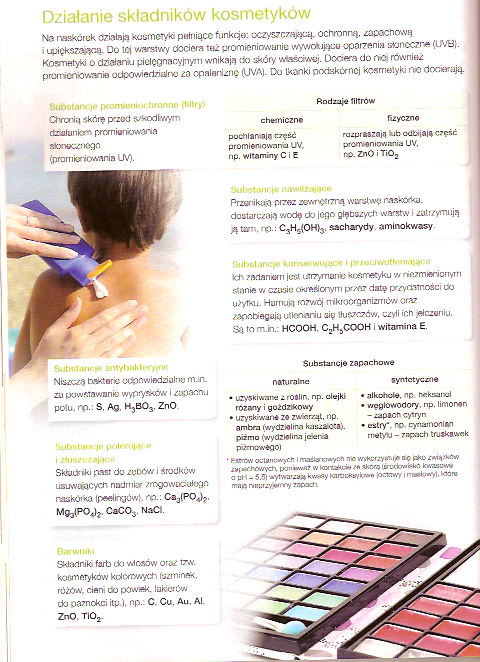 Działanie składników kosmetyków
Na naskórek działają kosmetyki pełniące funkcje: oczyszczającą, ochronną, zapachową
i upiększającą. Do tej warstwy dociera też promieniowanie wywołujące oparzenia słoneczne (UVB).
Kosmetyki o działaniu pielęgnacyjnym wnikają do skóry właściwej. Dociera do niej również
promieniowanie odpowiedzialne za opaleniznę (UVA). Do tkanki podskórnej kosmetyki nie docierają.
Substancje promieniochronne (filtry)
Chronią skórę przed szkodliwym
działaniem promieniowania
słonecznego
(promieniowania UV).
Rodzaje filtrów
chemiczne
pochłaniają część
promieniowania UV,
np. witaminy C i E
fizyczne
rozpraszają lub odbijają część
promieniowania UV,
np. ZnO i TiO₂
Substancje nawilżające
Przenikają przez zewnętrzną warstwę naskórka,
dostarczają wodę do jego głębszych warstw i zatrzymują
ją tam, np.: C₃H₅(OH)₃, sacharydy, aminokwasy.
Substancje konserwujące i przeciwutleniające
Ich zadaniem jest utrzymanie kosmetyku w niezmienionym
stanie w czasie określonym przez datę przydatności do
użytku. Hamują rozwój mikroorganizmów oraz
zapobiegają utlenianiu się tłuszczów, czyli ich jełczeniu.
Są to m.in.: HCOOH, C₂H₅COOH i witamina E.
Substancje antybakteryjne
Niszczą bakterie odpowiedzialne m.in.
za powstawanie wyprysków i zapachu
potu, np.: S, Ag, H₃BO₃, ZnO.
Substancje zapachowe
naturalne
• uzyskiwane z roślin, np. olejki
różany i goździkowy
• uzyskiwane ze zwierząt, np.
ambra (wydzielina kaszalota),
piżmo (wydzielina jelenia
piżmowego)
syntetyczne
• alkohole, np. heksanol
• węglowodory, np. limonen
– zapach cytryn
• estry*, np. cynamonian
metylu – zapach truskawek
* Estrów octanowych i maślanowych nie wykorzystuje się jako związków
zapachowych, ponieważ w kontakcie ze skórą (środowisko kwasowe
o pH = 5,5) wytwarzają kwasy karboksylowe (octowy i masłowy), które
mają nieprzyjemny zapach.
Substancje polerujące
i złuszczające
Składniki past do zębów i środków
usuwających nadmiar zrogowaciałego
naskórka (peelingów), np.: Ca₃(PO₄)₂,
Mg₃(PO₄)₂, CaCO₃, NaCl.
Barwniki
Składniki farb do włosów oraz tzw.
kosmetyków kolorowych (szminek,
różów, cieni do powiek, lakierów
do paznokci itp.), np.: C, Cu, Au, Al,
ZnO, TiO₂.